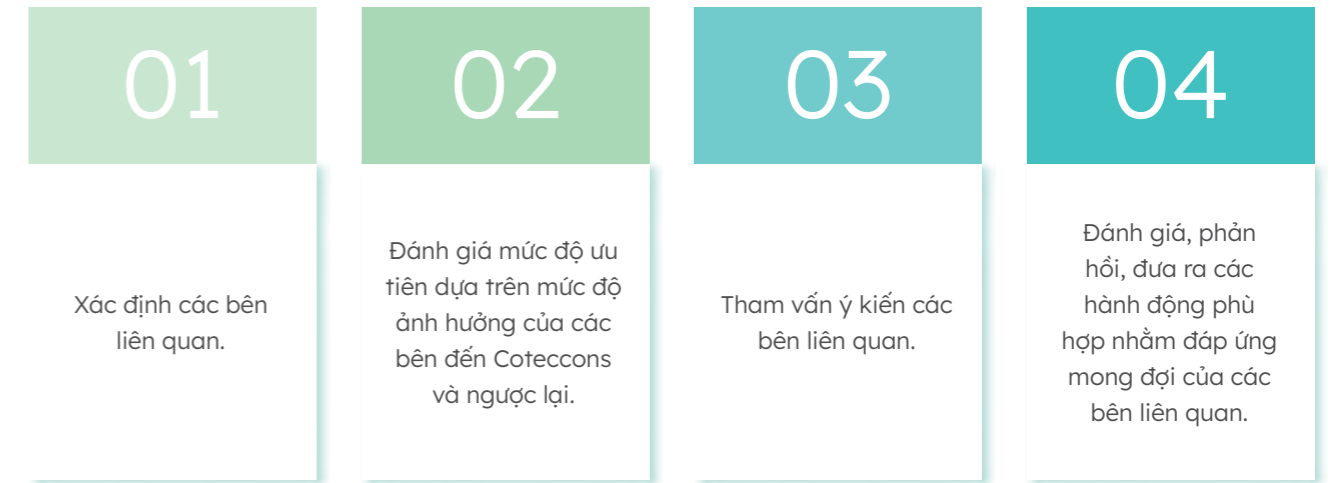 01
Xác định các bên
liên quan.
02
Đánh giá mức độ ưu
tiên dựa trên mức độ
ảnh hưởng của các
bên đến Coteccons
và ngược lại.
03
Tham vấn ý kiến các
bên liên quan.
04
Đánh giá, phản
hồi, đưa ra các
hành động phù
hợp nhằm đáp ứng
mong đợi của các
bên liên quan.